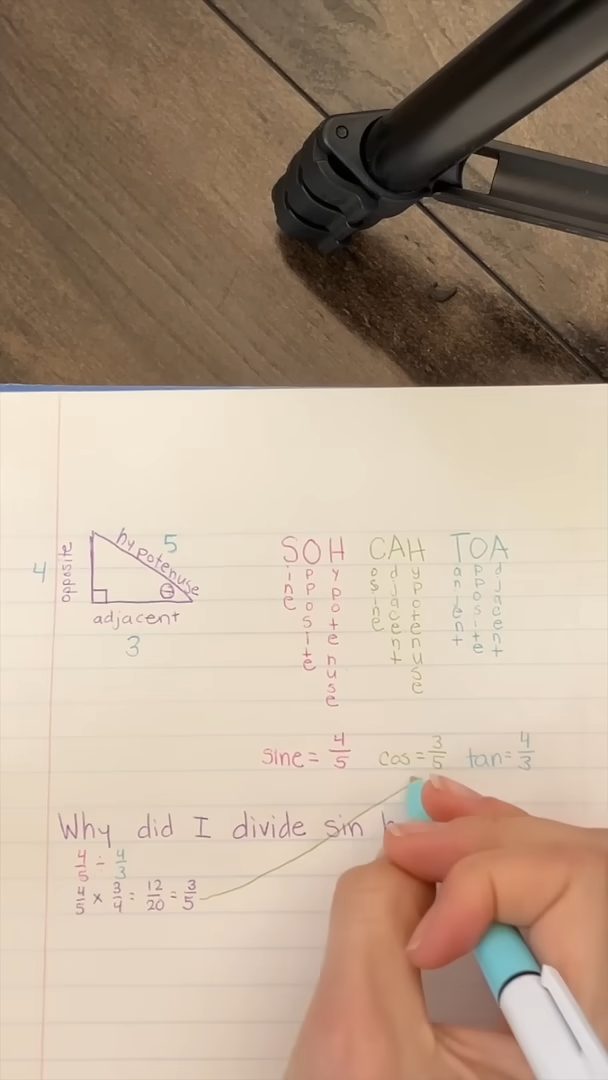 hypotenuse 5
4 opposite
θ
adjacent
3
SOH CAH TOA
sine opposite hypotenuse cosine adjacent hypotenuse tangent opposite adjacent
sine = 4/5 cos = 3/5 tan = 4/3
Why did I divide sin
4/5 ÷ 4/3
4/5 × 3/4 = 12/20 = 3/5